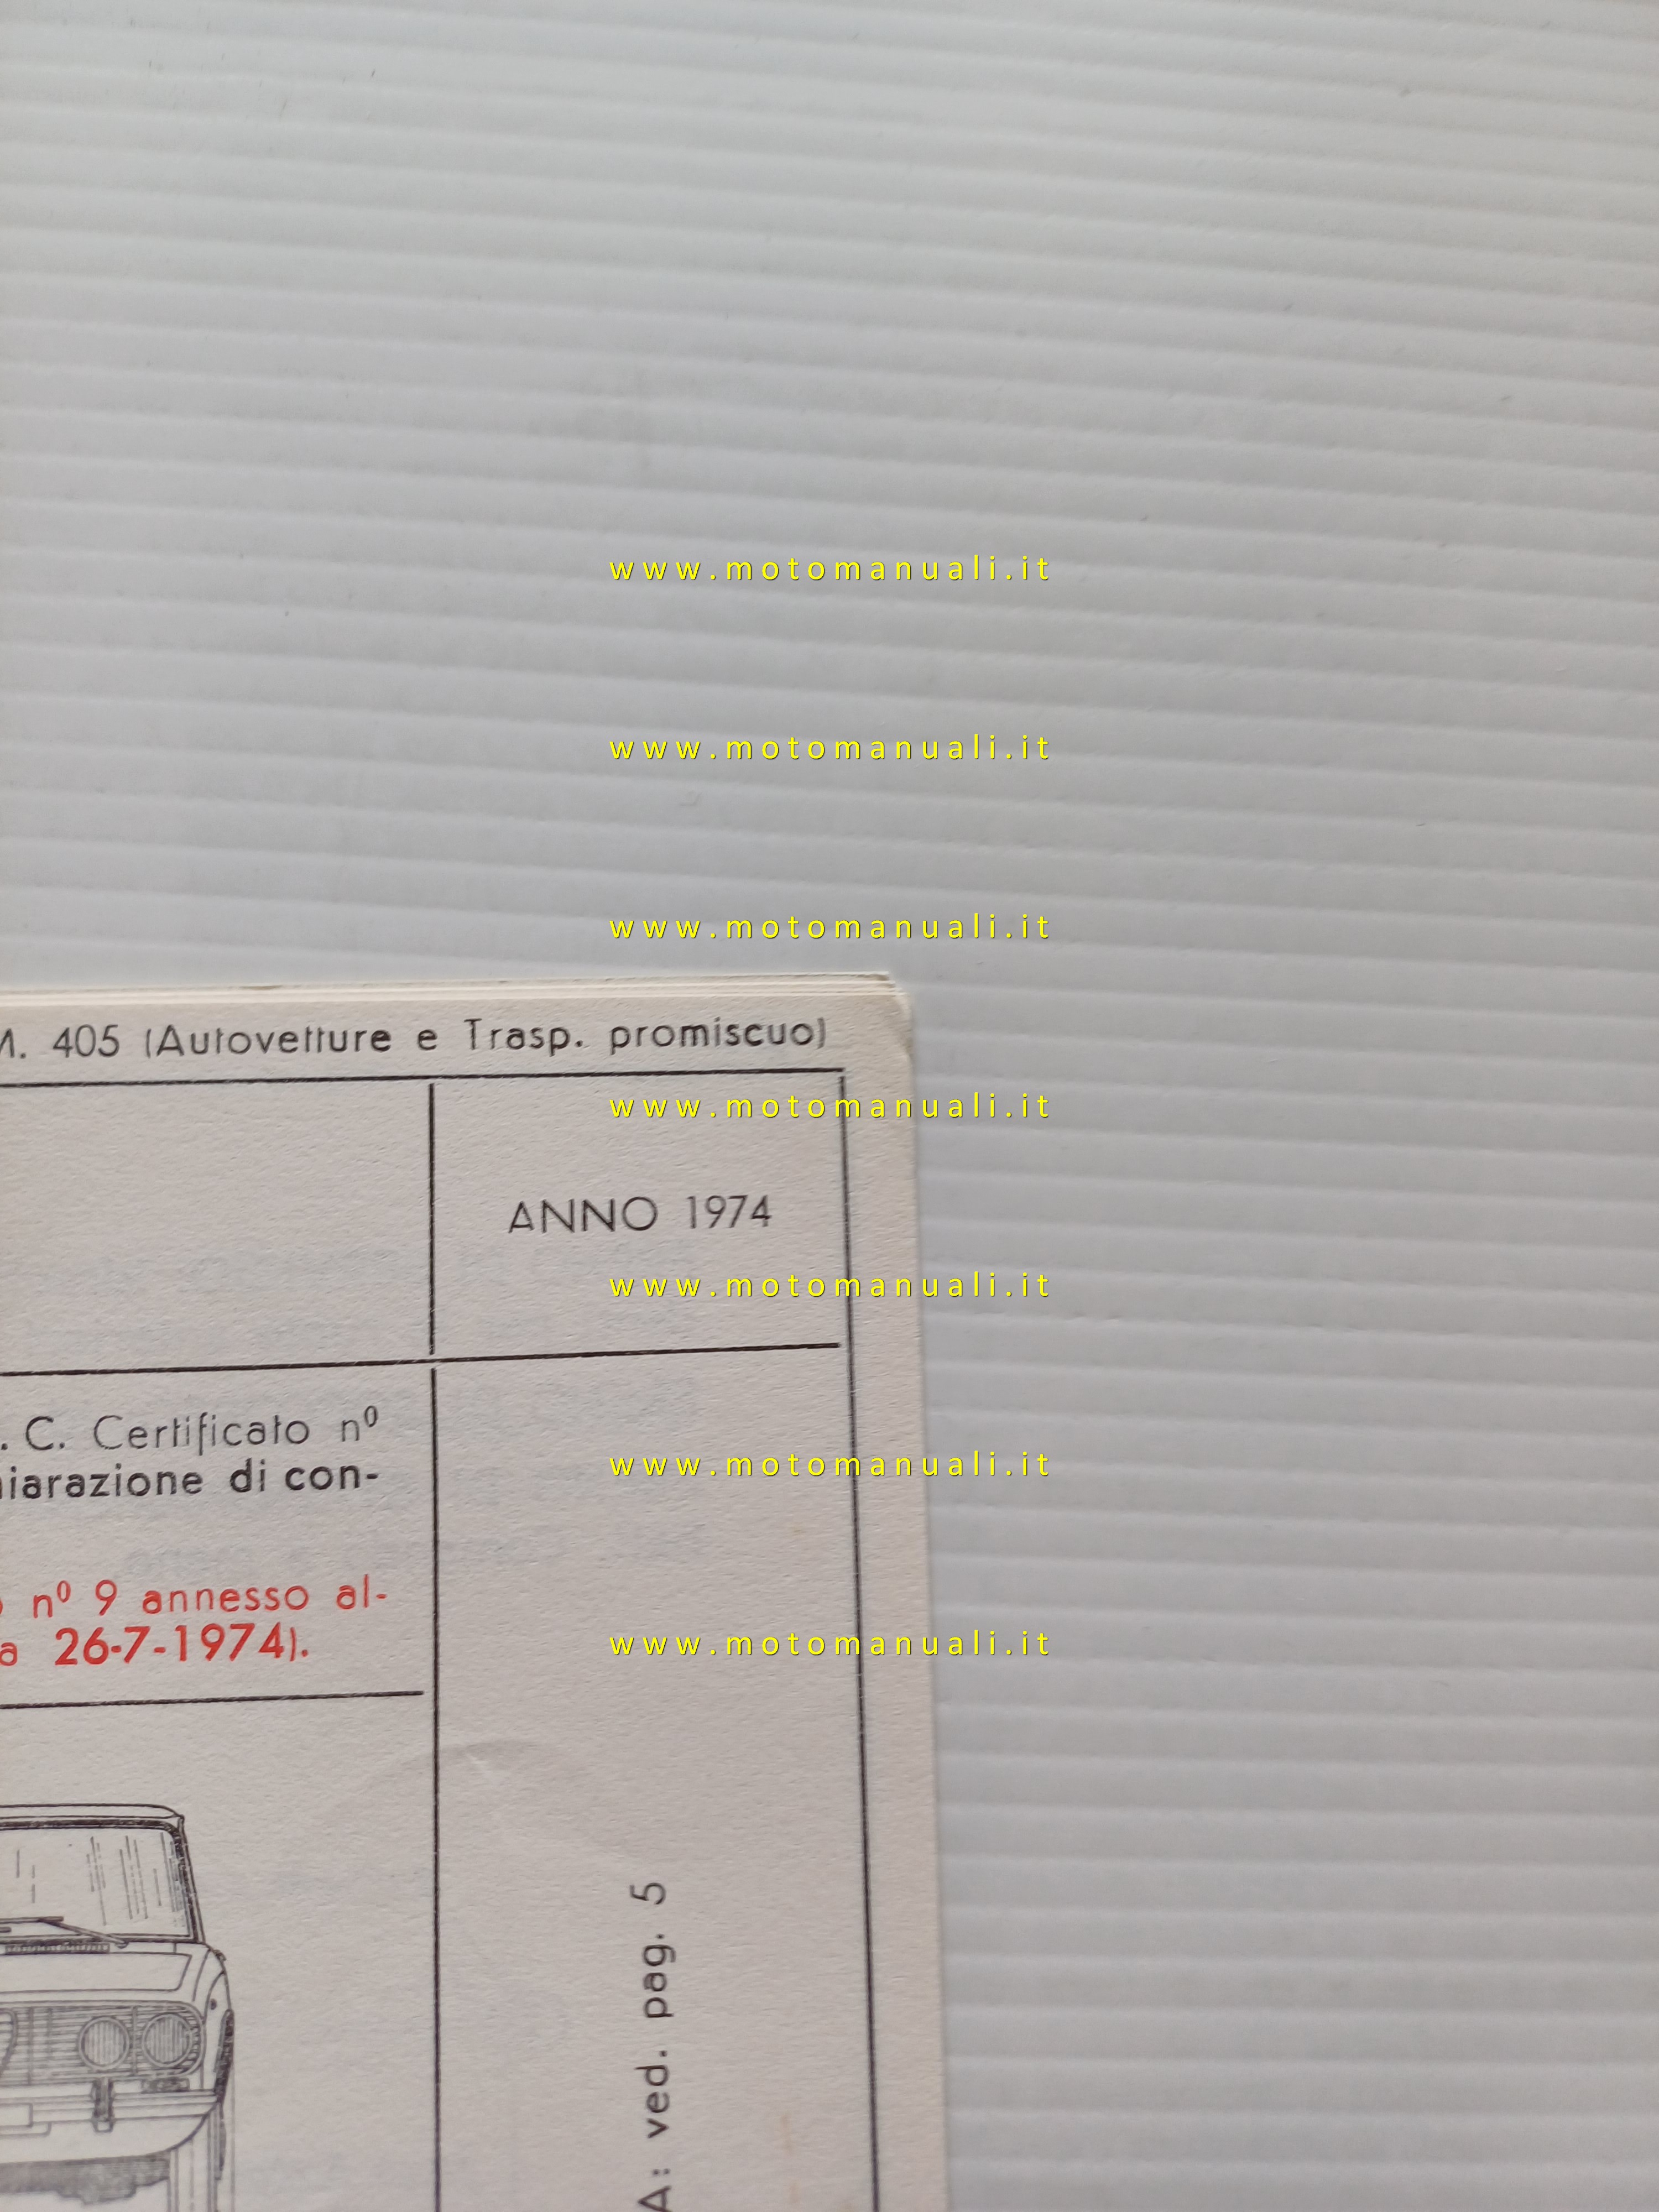 www.motomanuali.it
www.motomanuali.it
www.motomanuali.it
M. 405 (Autovetture e Trasp. promiscuo)
www.motomanuali.it
ANNO 1974
www.motomanuali.it
. C. Certificato nº
iarazione di con-
www.motomanuali.it
nº 9 annesso al-
a 26-7-1974).
www.motomanuali.it
A: ved. pag. 5